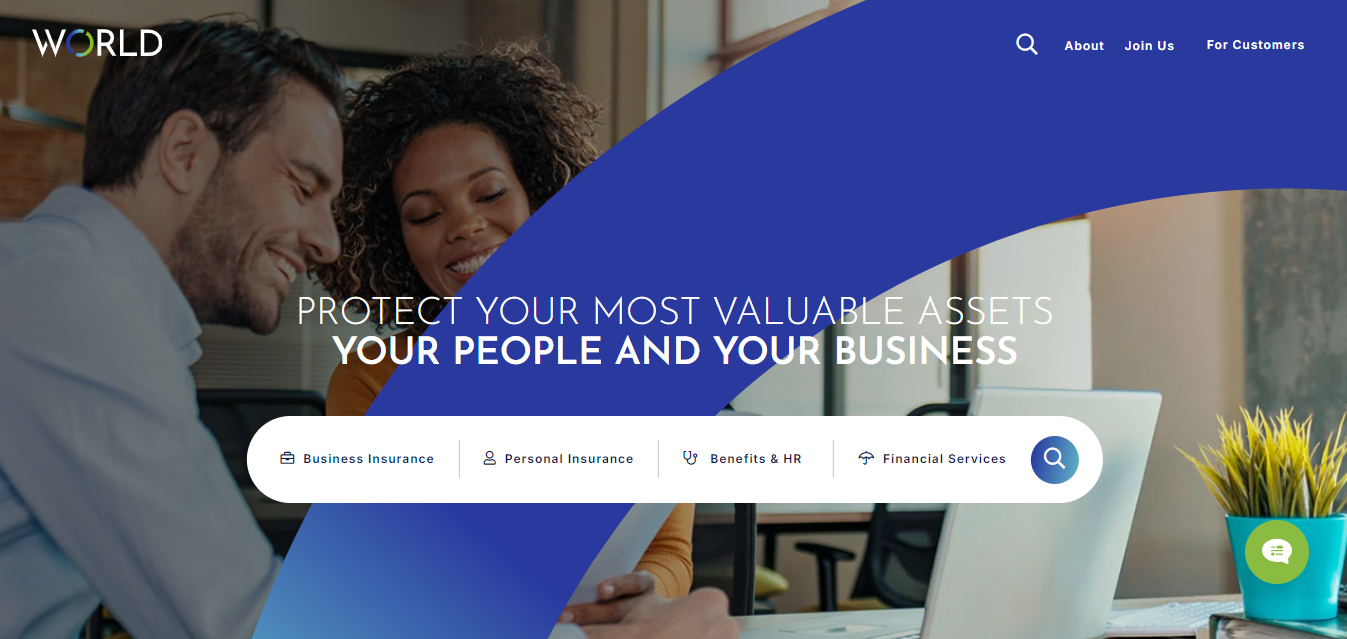 WORLD
About
Join Us
For Customers
PROTECT YOUR MOST VALUABLE ASSETS
YOUR PEOPLE AND YOUR BUSINESS
Business Insurance
Personal Insurance
Benefits & HR
Financial Services